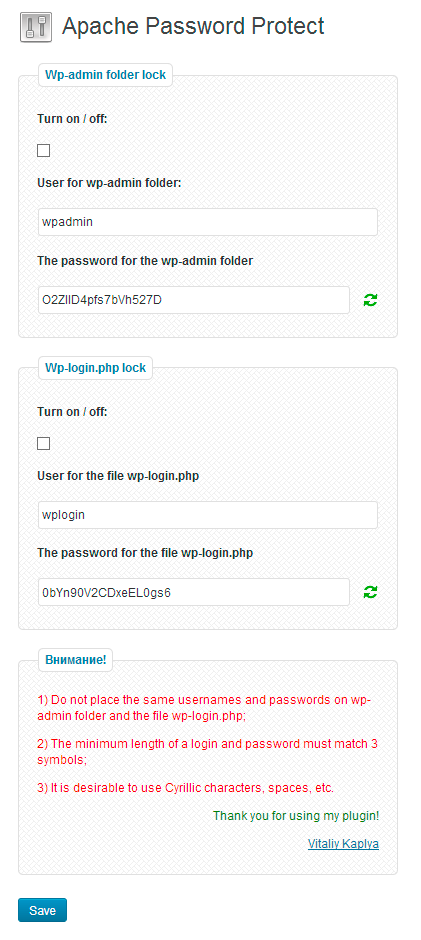 Apache Password Protect
Wp-admin folder lock
Turn on / off:
User for wp-admin folder:
wpadmin
The password for the wp-admin folder
O2ZIID4pfs7bVh527D
Wp-login.php lock
Turn on / off:
User for the file wp-login.php
wplogin
The password for the file wp-login.php
0bYn90V2CDxeEL0gs6
Внимание!
1) Do not place the same usernames and passwords on wp-
admin folder and the file wp-login.php;
2) The minimum length of a login and password must match 3
symbols;
3) It is desirable to use Cyrillic characters, spaces, etc.
Thank you for using my plugin!
Vitaliy Kaplya
Save